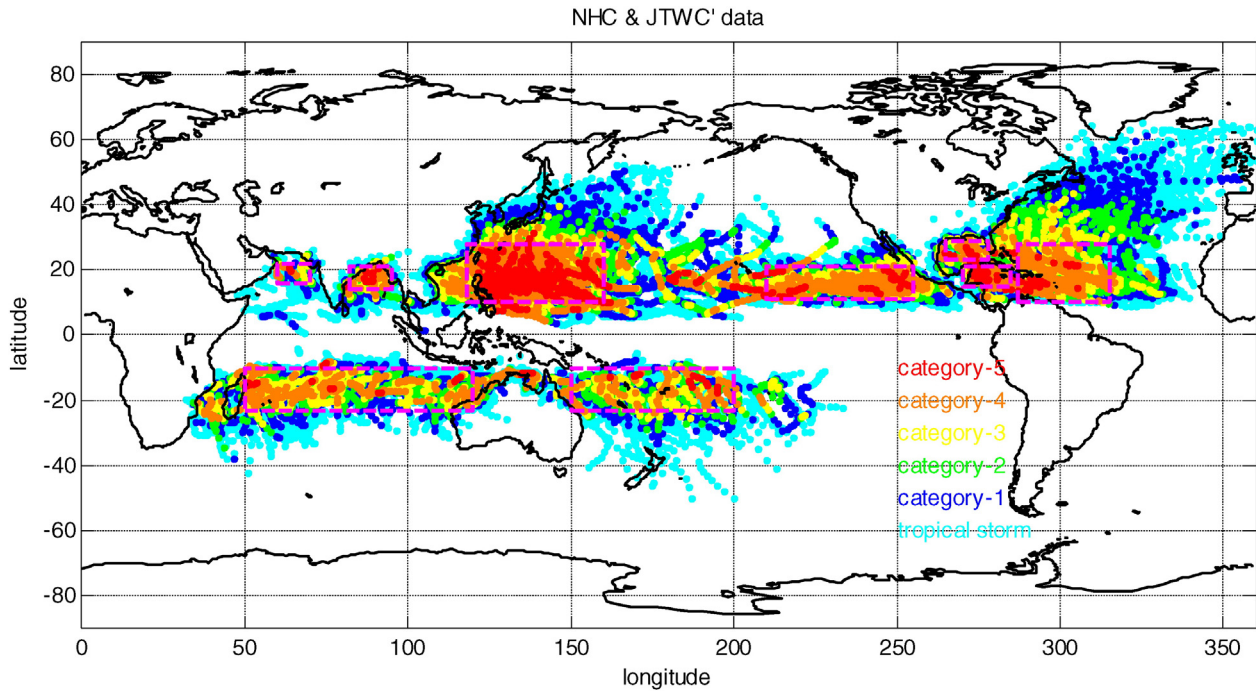 NHC & JTWC' data
latitude
80
60
40
20
0
-20
-40
-60
-80
category-5
category-4
category-3
category-2
category-1
tropical storm
0 50 100 150 200 250 300 350
longitude